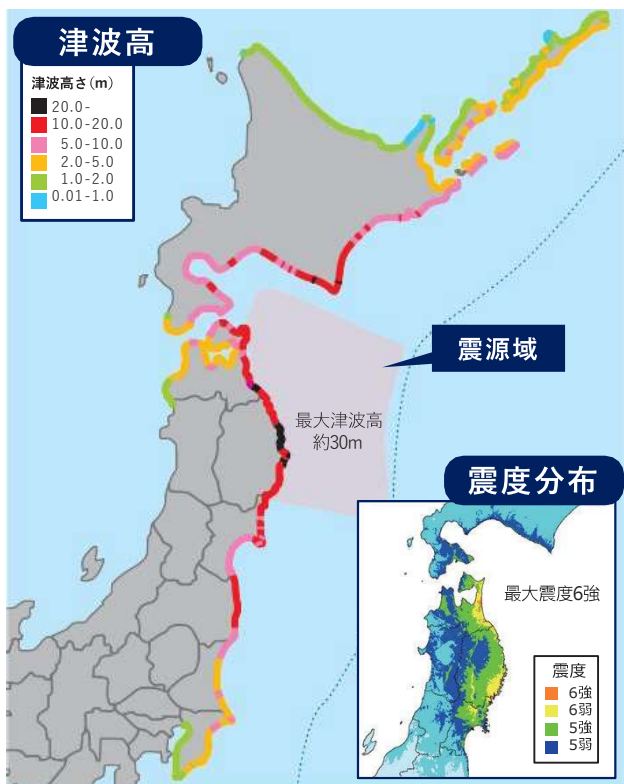 津波高
津波高さ(m)
20.0-
10.0-20.0
5.0-10.0
2.0-5.0
1.0-2.0
0.01-1.0
震源域
最大津波高
約30m
震度分布
最大震度6強
震度
6強
6弱
5強
5弱